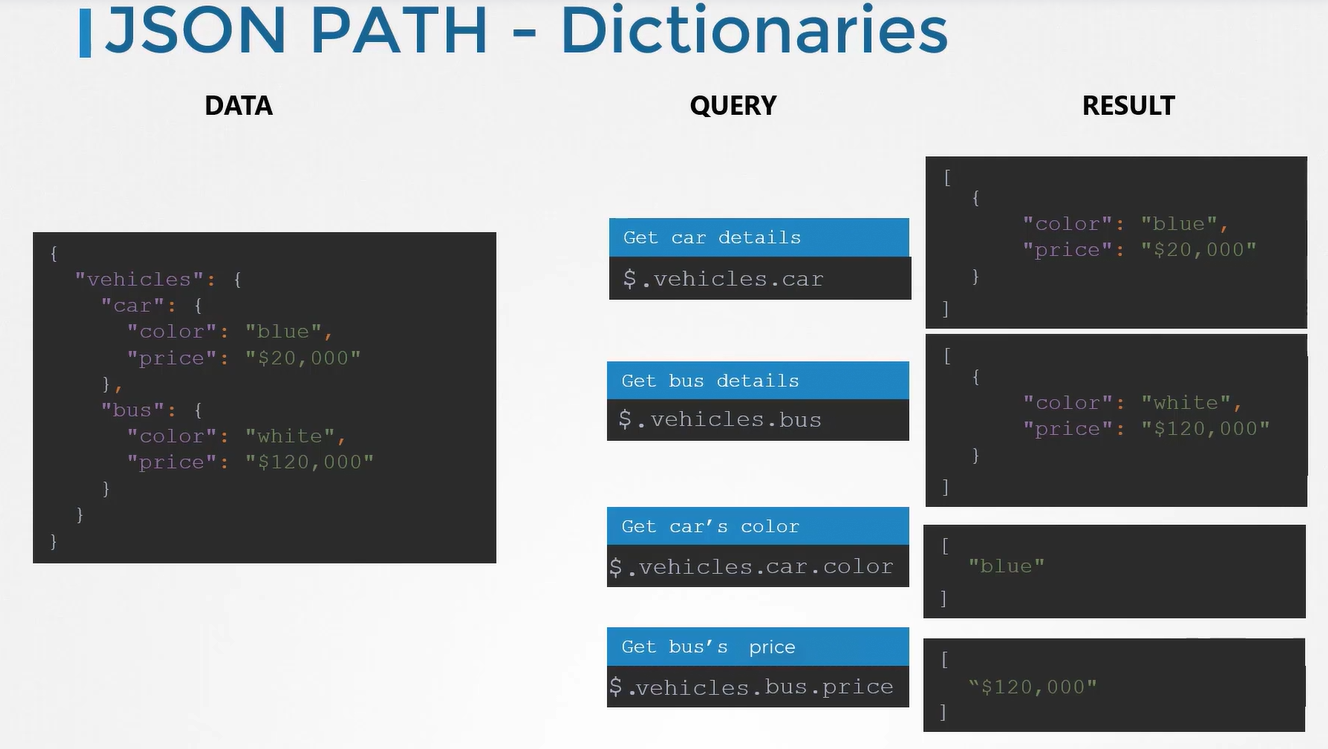 JSON PATH - Dictionaries
DATA
QUERY
RESULT
{
"vehicles": {
"car": {
"color": "blue",
"price": "$20,000"
},
"bus": {
"color": "white",
"price": "$120,000"
}
}
}
Get car details
$.vehicles.car
Get bus details
$.vehicles.bus
Get car’s color
$.vehicles.car.color
Get bus’s price
$.vehicles.bus.price
[
{
"color": "blue",
"price": "$20,000"
}
]
[
{
"color": "white",
"price": "$120,000"
}
]
[
"blue"
]
[
“$120,000"
]